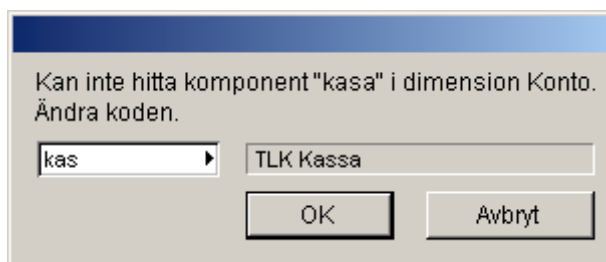 Kan inte hitta komponent "kasa" i dimension Konto.
Ändra koden.
kas TLK Kassa
OK Avbryt